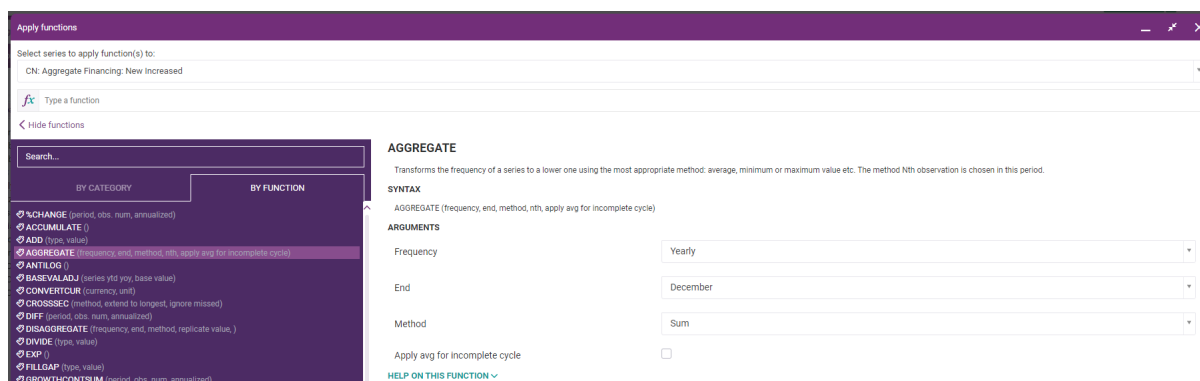 Apply functions
Select series to apply function(s) to:
CN: Aggregate Financing: New Increased
fx Type a function
Hide functions
Search...
BY CATEGORY
BY FUNCTION
%CHANGE (period, obs. num, annualized)
ACCUMULATE ()
ADD (type, value)
AGGREGATE (frequency, end, method, nth, apply avg for incomplete cycle)
ANTILOG ()
BASEVALADJ (series ytd yoy, base value)
CONVERTCUR (currency, unit)
CROSSSEC (method, extend to longest, ignore missed)
DIFF (period, obs. num, annualized)
DISAGGREGATE (frequency, end, method, replicate value, )
DIVIDE (type, value)
EXP ()
FILLGAP (type, value)
GROWTHCONTSUM (period, obs. num, annualized)
AGGREGATE
Transforms the frequency of a series to a lower one using the most appropriate method: average, minimum or maximum value etc. The method Nth observation is chosen in this period.
SYNTAX
AGGREGATE (frequency, end, method, nth, apply avg for incomplete cycle)
ARGUMENTS
Frequency Yearly
End December
Method Sum
Apply avg for incomplete cycle
HELP ON THIS FUNCTION